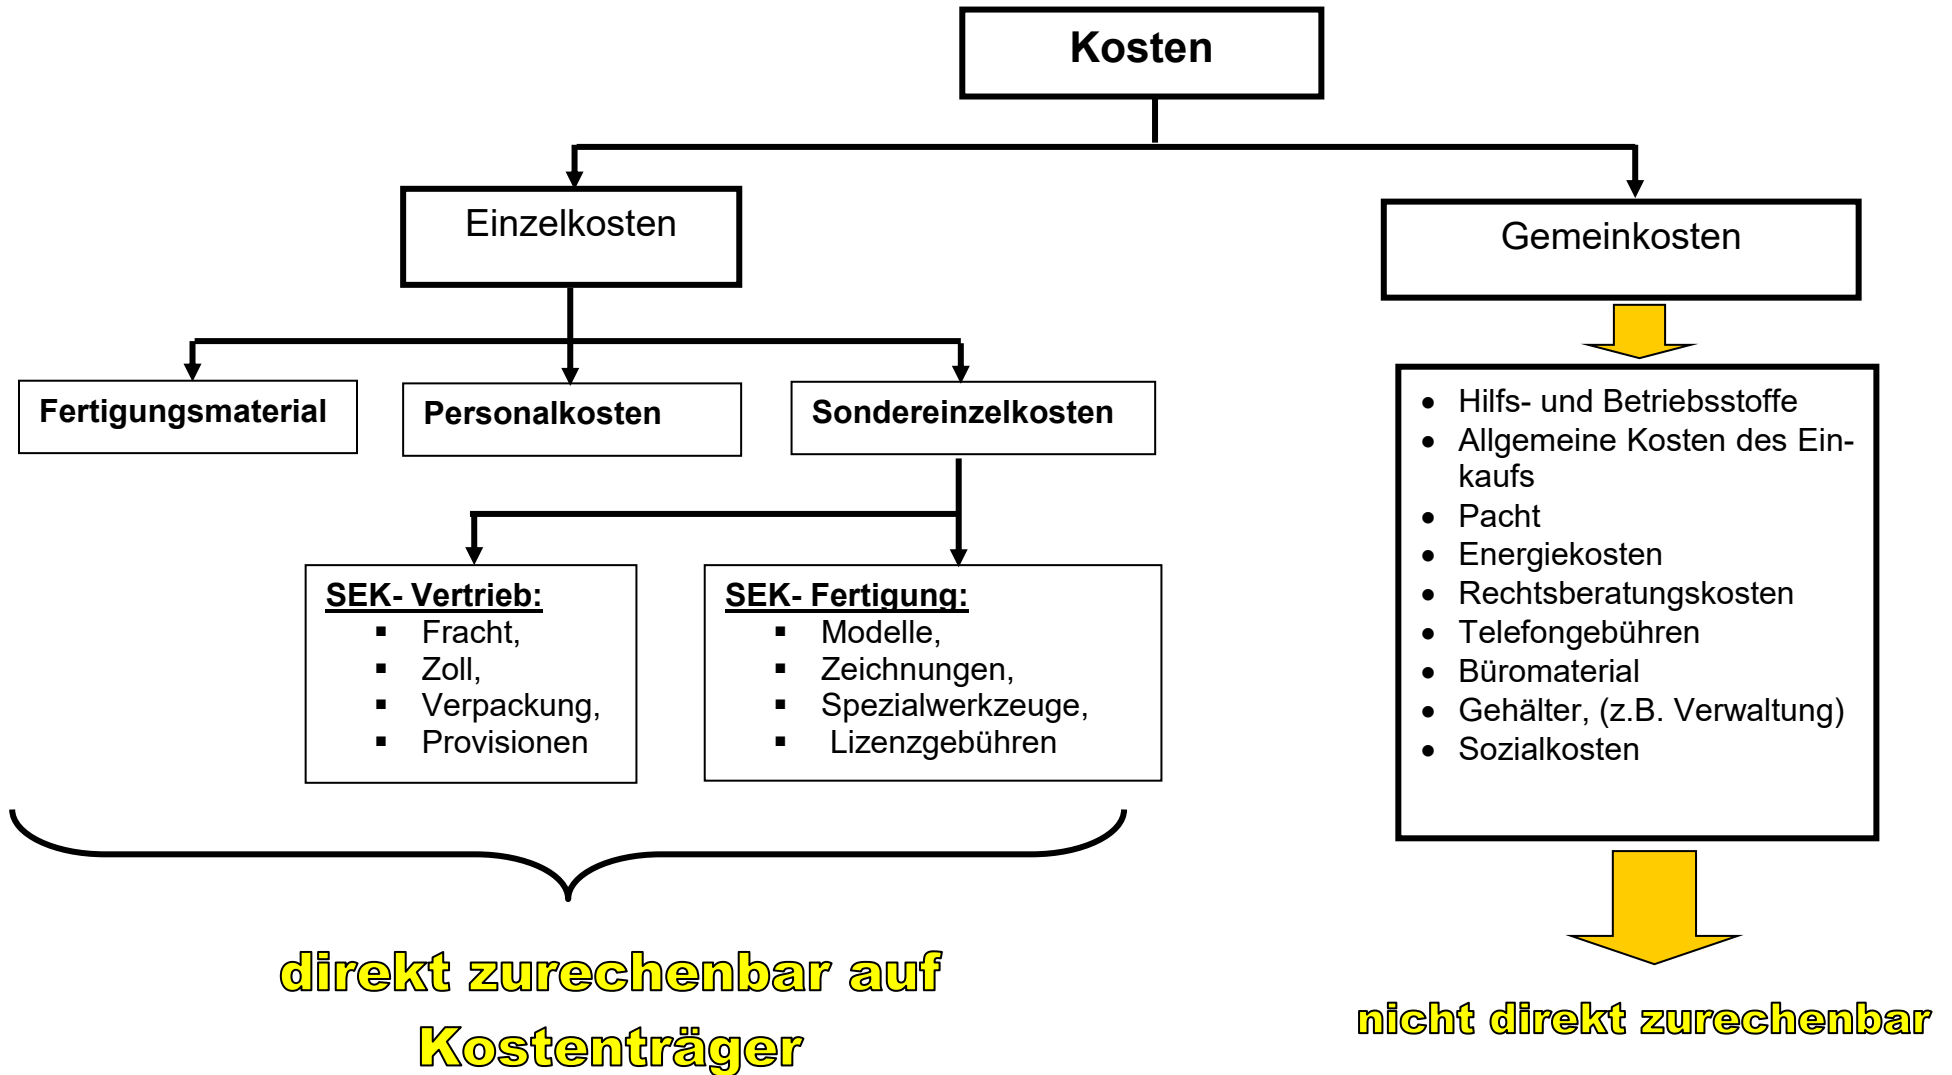 Kosten
Einzelkosten
Gemeinkosten
Fertigungsmaterial
Personalkosten
Sondereinzelkosten
SEK- Vertrieb:
▪ Fracht,
▪ Zoll,
▪ Verpackung,
▪ Provisionen
SEK- Fertigung:
▪ Modelle,
▪ Zeichnungen,
▪ Spezialwerkzeuge,
▪ Lizenzgebühren
• Hilfs- und Betriebsstoffe
• Allgemeine Kosten des Ein-
kaufs
• Pacht
• Energiekosten
• Rechtsberatungskosten
• Telefongebühren
• Büromaterial
• Gehälter, (z.B. Verwaltung)
• Sozialkosten
direkt zurechenbar auf
Kostenträger
nicht direkt zurechenbar